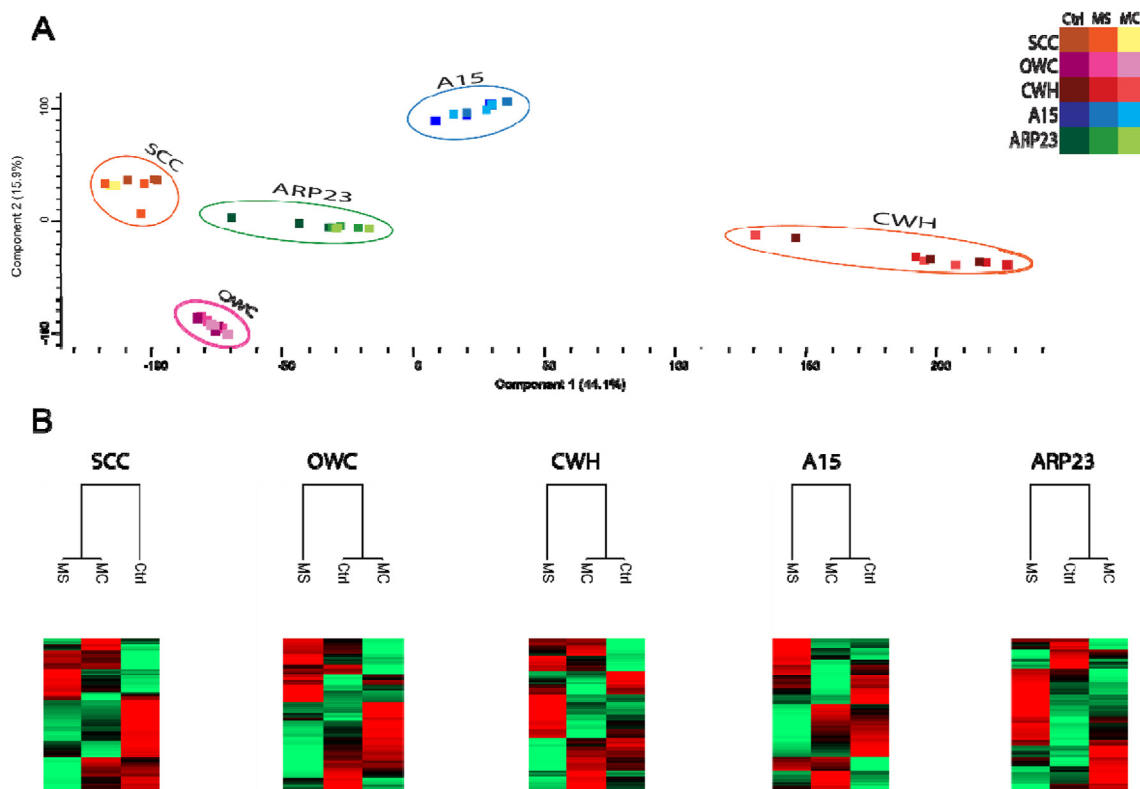 A
Ctrl MS MC
SCC
OWC
CWH
A15
ARP23
A15
SCC
ARP23
CWH
OWC
Component 2 (15.9%)
100
0
-100
-100 -50 0 50 100 150 200
Component 1 (44.1%)
B
SCC OWC CWH A15 ARP23
MS MC Ctrl MS Ctrl MC MS MC Ctrl MS MC Ctrl MS Ctrl MC